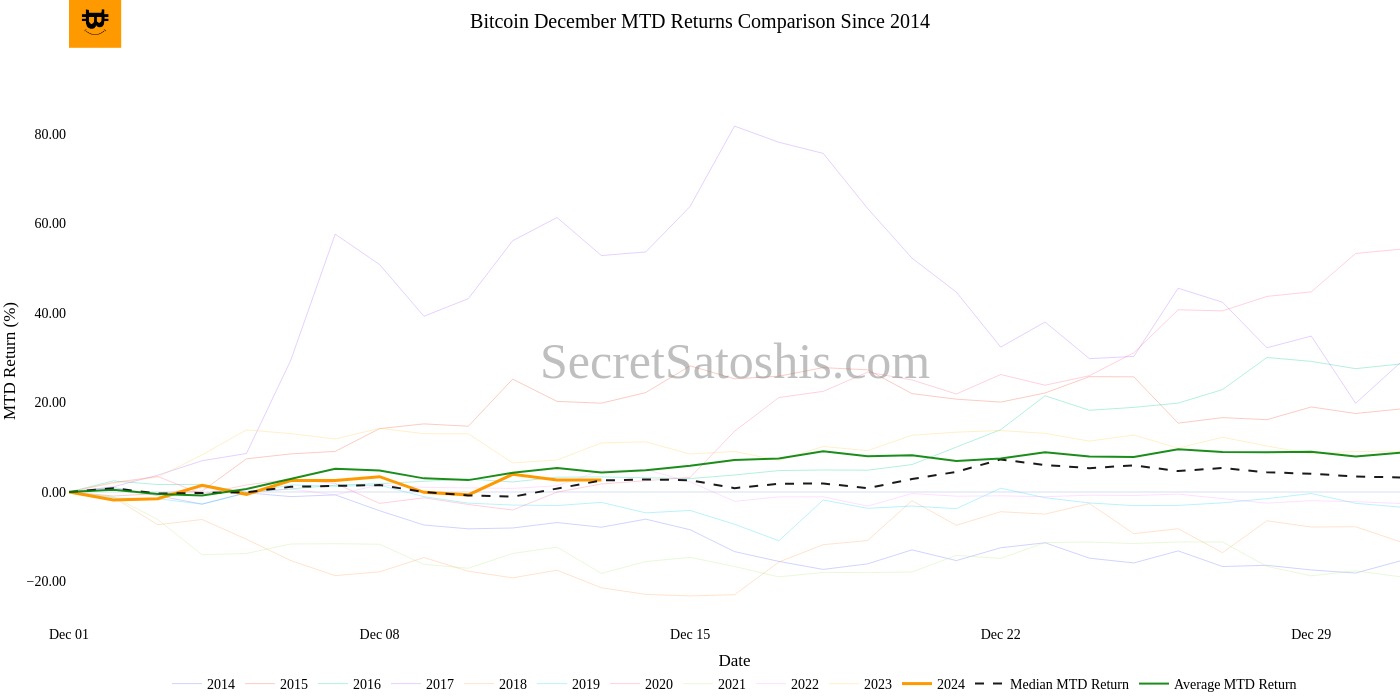 Bitcoin December MTD Returns Comparison Since 2014
80.00
60.00
40.00
20.00
0.00
−20.00
MTD Return (%)
SecretSatoshis.com
Dec 01 Dec 08 Dec 15 Dec 22 Dec 29
Date
2014 2015 2016 2017 2018 2019 2020 2021 2022 2023 2024 Median MTD Return Average MTD Return